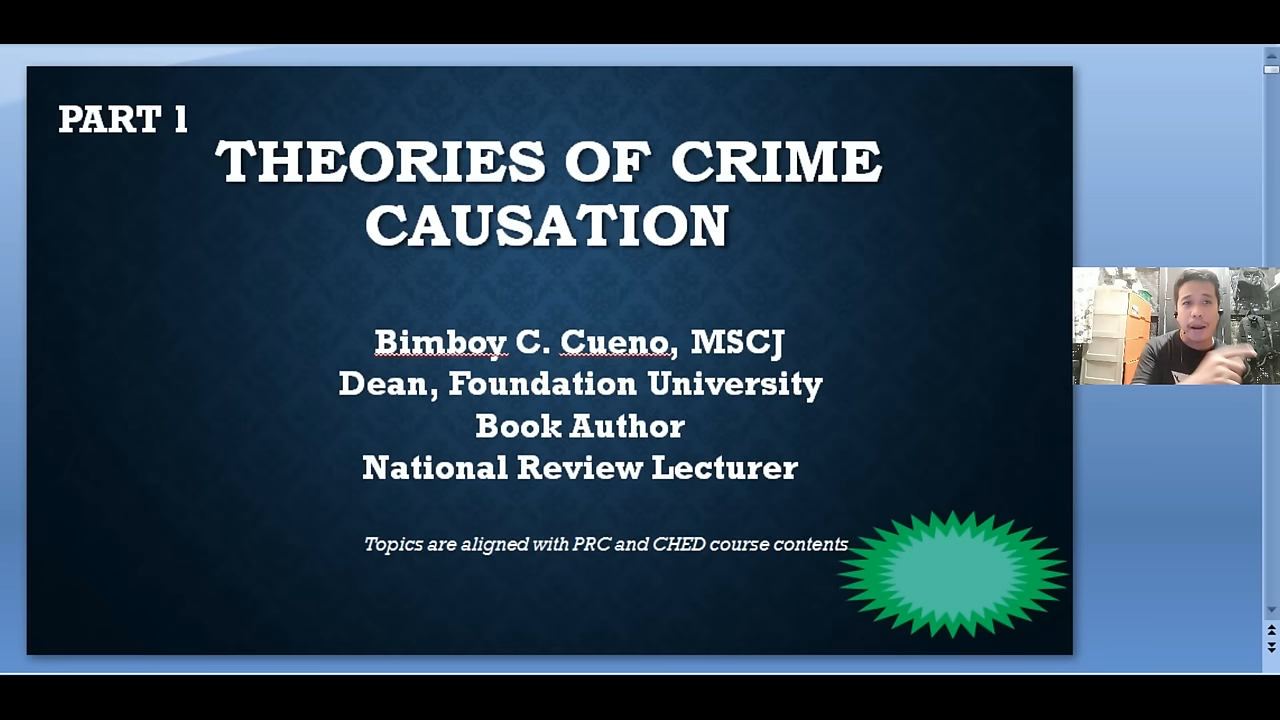 PART 1
THEORIES OF CRIME
CAUSATION
Bimboy C. Cueno, MSCJ
Dean, Foundation University
Book Author
National Review Lecturer
Topics are aligned with PRC and CHED course contents